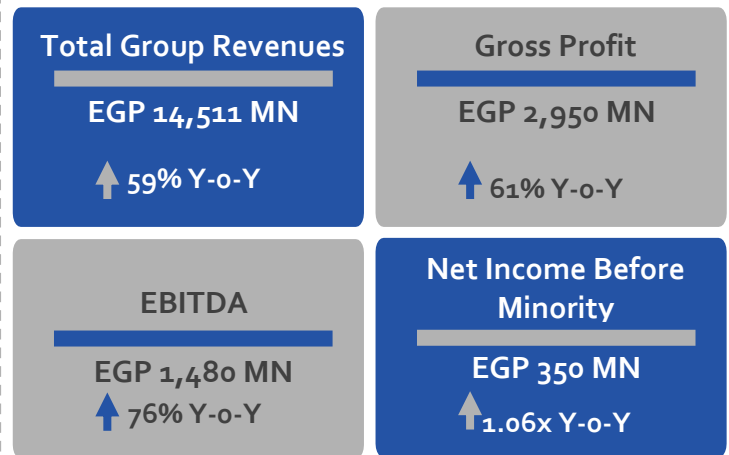 Total Group Revenues
EGP 14,511 MN
59% Y-o-Y
Gross Profit
EGP 2,950 MN
61% Y-o-Y
EBITDA
EGP 1,480 MN
76% Y-o-Y
Net Income Before
Minority
EGP 350 MN
1.06x Y-o-Y